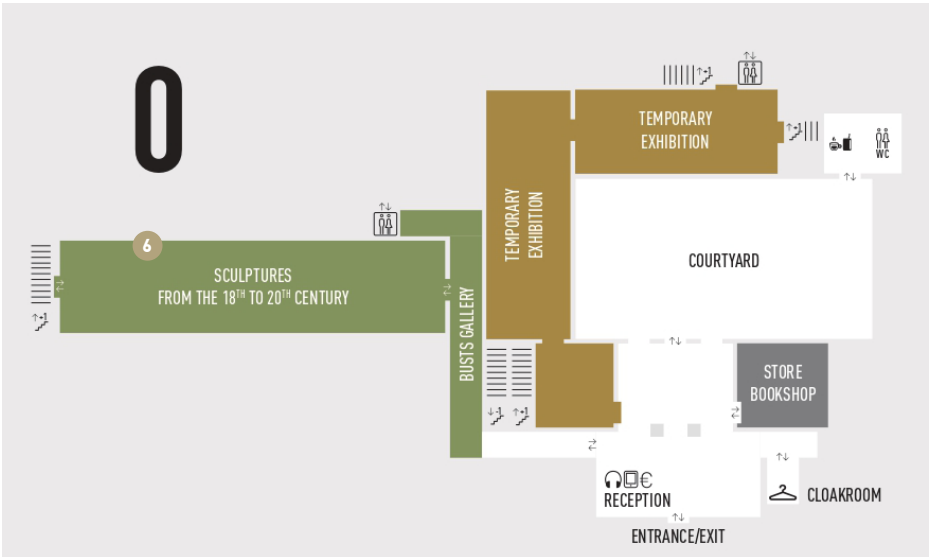 0
TEMPORARY
EXHIBITION
+1
+1
WC
6
SCULPTURES
FROM THE 18TH TO 20TH CENTURY
TEMPORARY
EXHIBITION
COURTYARD
+1
BUSTS GALLERY
STORE
BOOKSHOP
-1
+1
€
RECEPTION
CLOAKROOM
ENTRANCE/EXIT